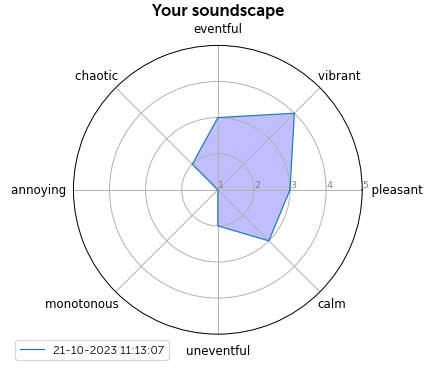 Your soundscape
eventful
chaotic
vibrant
annoying
1
2
3
4
5
pleasant
monotonous
calm
uneventful
21-10-2023 11:13:07